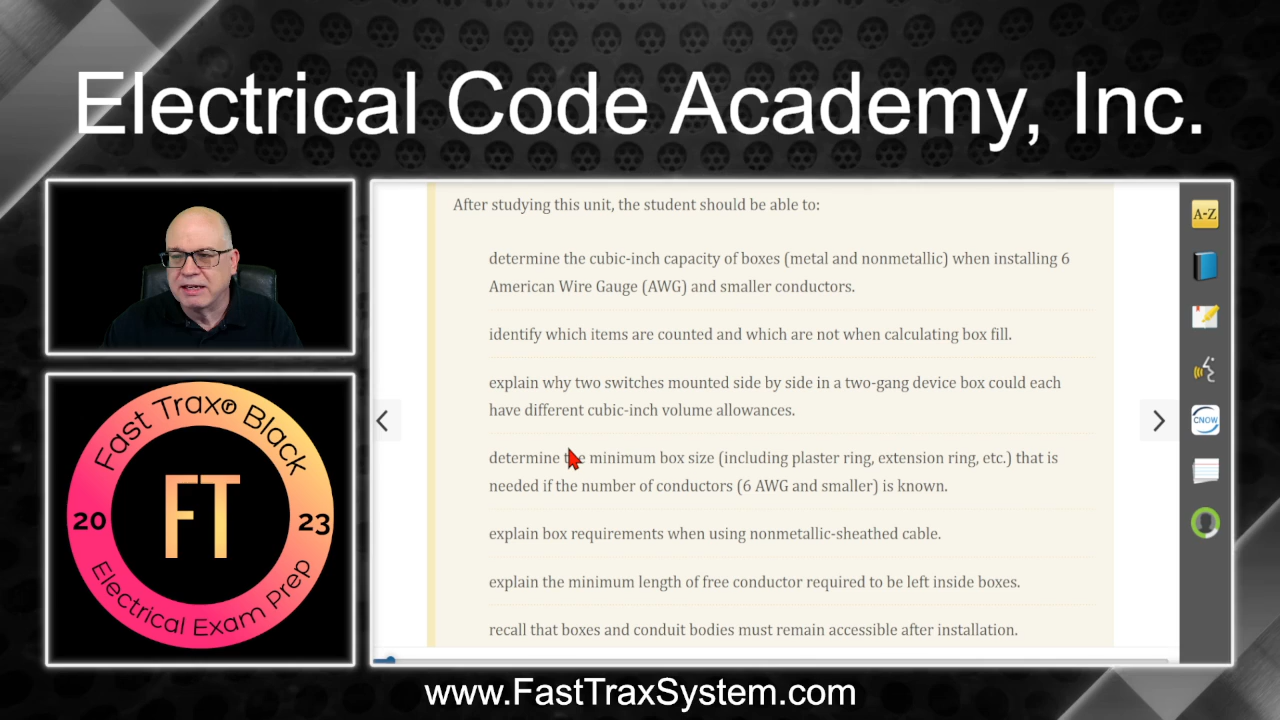 Electrical Code Academy, Inc.
After studying this unit, the student should be able to:
determine the cubic-inch capacity of boxes (metal and nonmetallic) when installing 6
American Wire Gauge (AWG) and smaller conductors.
identify which items are counted and which are not when calculating box fill.
explain why two switches mounted side by side in a two-gang device box could each
have different cubic-inch volume allowances.
determine the minimum box size (including plaster ring, extension ring, etc.) that is
needed if the number of conductors (6 AWG and smaller) is known.
explain box requirements when using nonmetallic-sheathed cable.
explain the minimum length of free conductor required to be left inside boxes.
recall that boxes and conduit bodies must remain accessible after installation.
A-Z
CNOW
Fast Trax® Black
20
FT
23
Electrical Exam Prep
www.FastTraxSystem.com